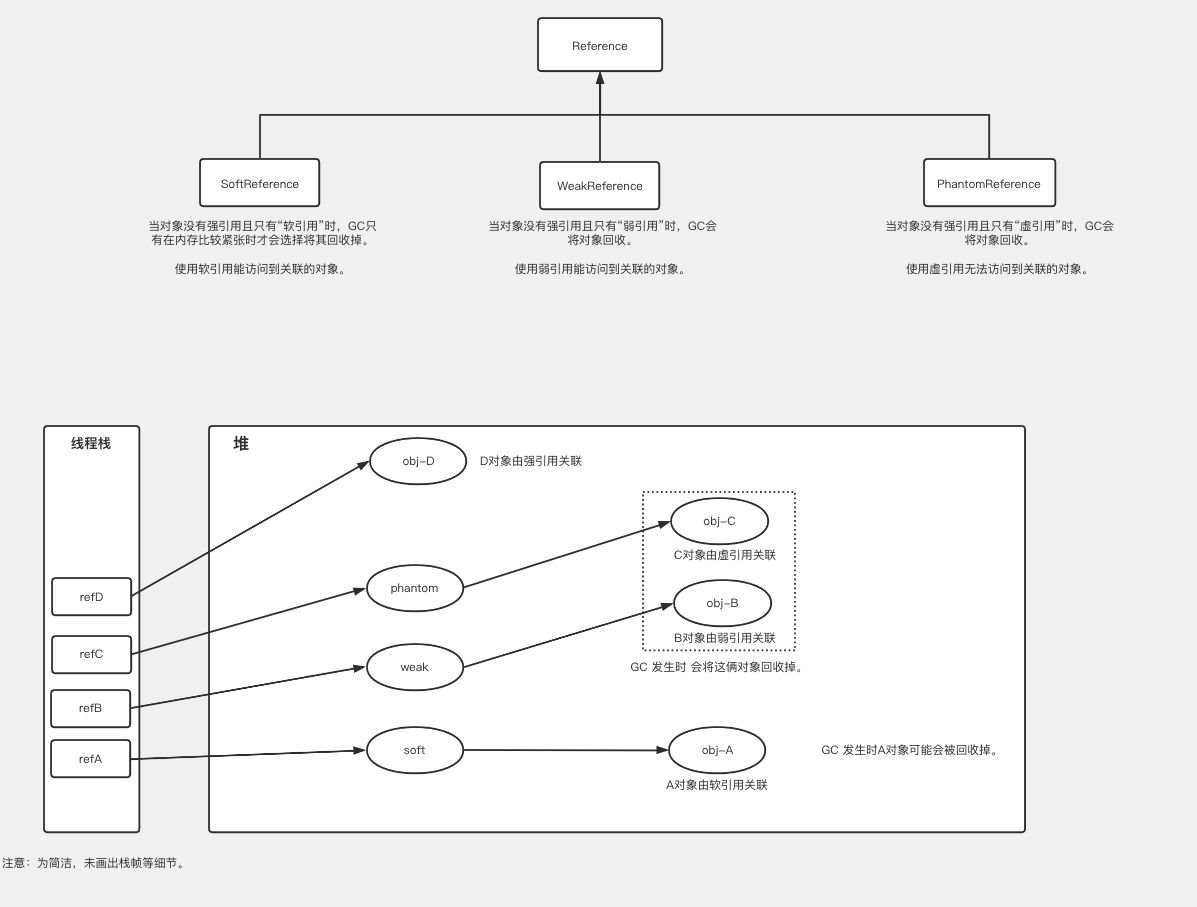 Reference
SoftReference
WeakReference
PhantomReference
当对象没有强引用且只有“软引用”时，GC只
有在内存比较紧张时才会选择将其回收掉。
使用软引用能访问到关联的对象。
当对象没有强引用且只有“弱引用”时，GC会
将对象回收。
使用弱引用能访问到关联的对象。
当对象没有强引用且只有“虚引用”时，GC会
将对象回收。
使用虚引用无法访问到关联的对象。
线程栈
refD
refC
refB
refA
堆
obj-D
D对象由强引用关联
obj-C
C对象由虚引用关联
phantom
obj-B
B对象由弱引用关联
weak
GC 发生时 会将这俩对象回收掉。
soft
obj-A
GC 发生时A对象可能会被回收掉。
A对象由软引用关联
注意：为简洁，未画出栈帧等细节。